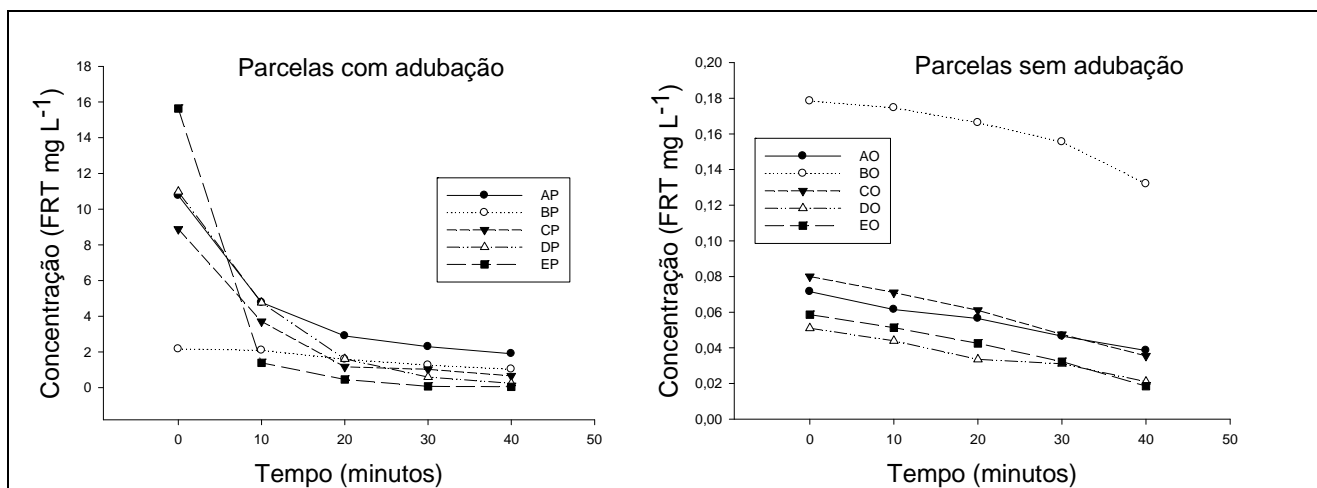 Parcelas com adubação
Concentração (FRT mg L-1)
18
16
14
12
10
8
6
4
2
0
AP
BP
CP
DP
EP
0 10 20 30 40 50
Tempo (minutos)
Parcelas sem adubação
Concentração (FRT mg L-1)
0,20
0,18
0,16
0,14
0,12
0,10
0,08
0,06
0,04
0,02
0,00
AO
BO
CO
DO
EO
0 10 20 30 40 50
Tempo (minutos)